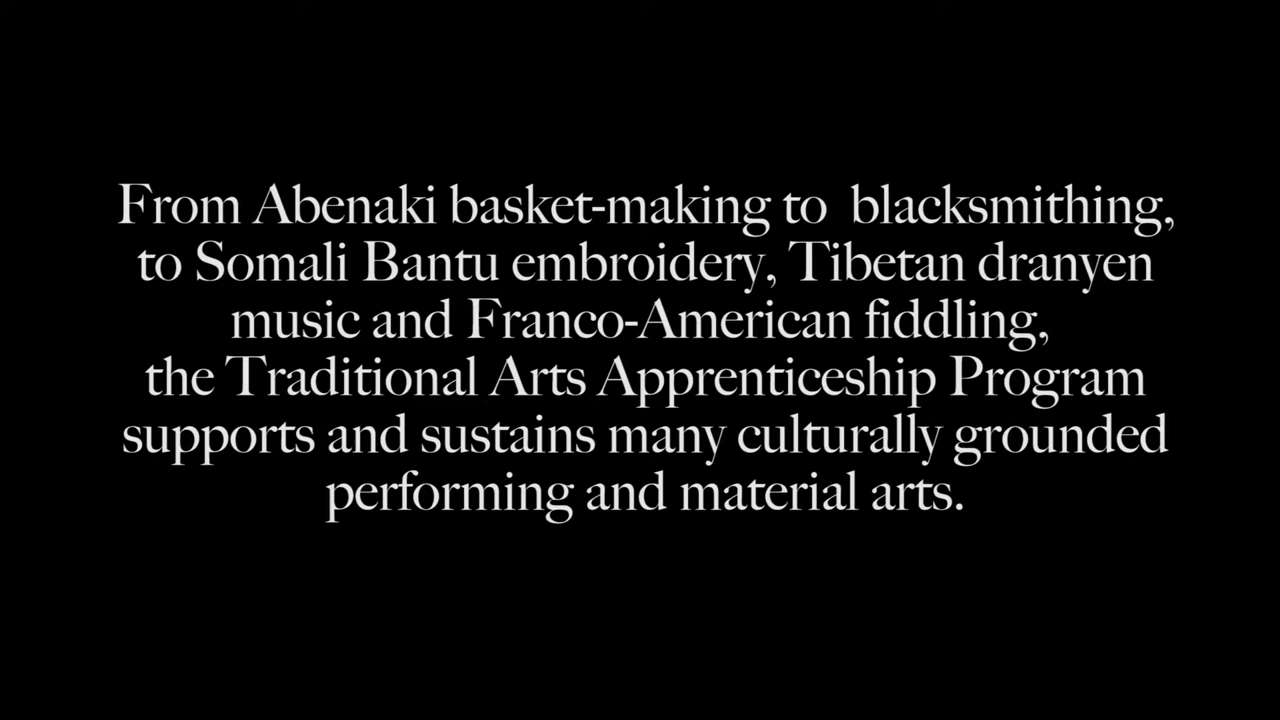 From Abenaki basket-making to  blacksmithing,
to Somali Bantu embroidery, Tibetan dranyen
music and Franco-American fiddling,
the Traditional Arts Apprenticeship Program
supports and sustains many culturally grounded
performing and material arts.